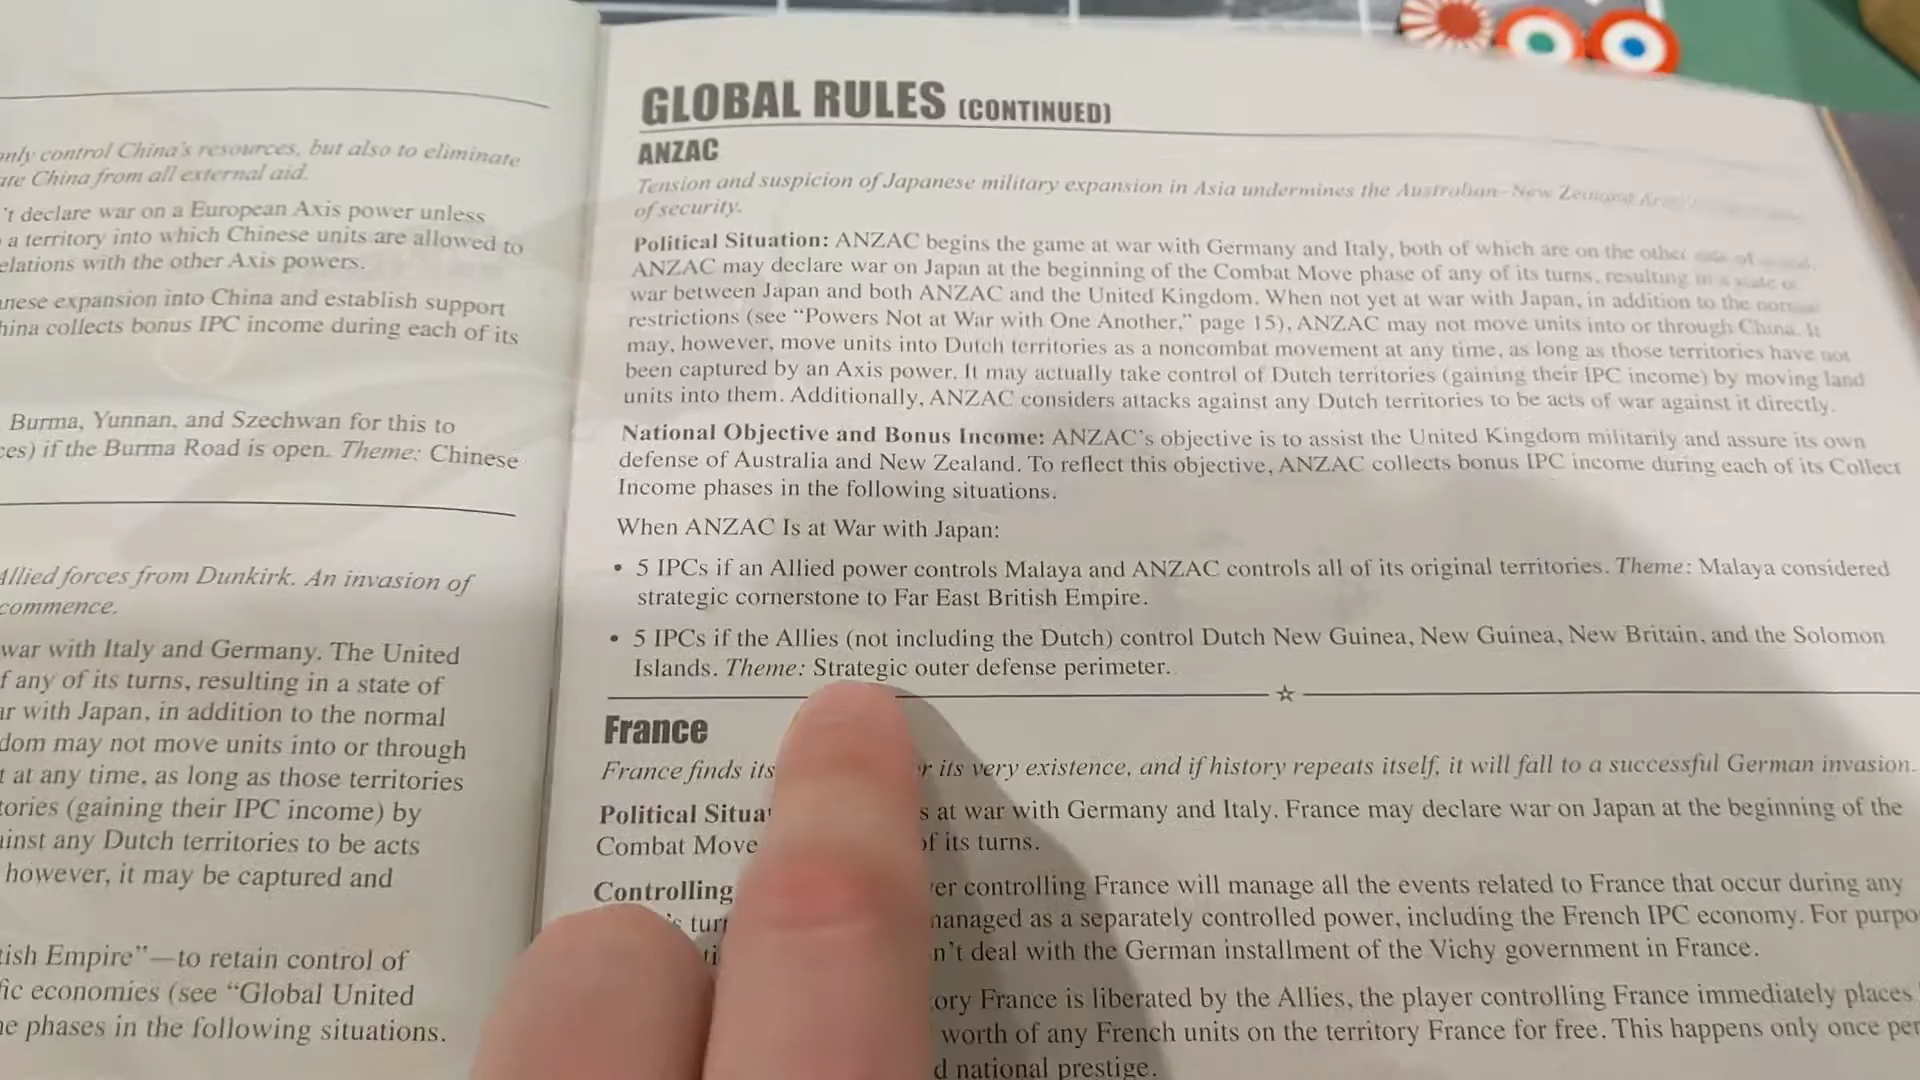 only control China's resources, but also to eliminate
China from all external aid.
't declare war on a European Axis power unless
a territory into which Chinese units are allowed to
relations with the other Axis powers.
expansion into China and establish support
China collects bonus IPC income during each of its
Burma, Yunnan, and Szechwan for this to
if the Burma Road is open. Theme: Chinese
Allied forces from Dunkirk. An invasion of
commence.
war with Italy and Germany. The United
f any of its turns, resulting in a state of
with Japan, in addition to the normal
dom may not move units into or through
t at any time, as long as those territories
tories (gaining their IPC income) by
ainst any Dutch territories to be acts
however, it may be captured and
tish Empire”—to retain control of
fic economies (see “Global United
phases in the following situations.
GLOBAL RULES (CONTINUED)
ANZAC
Tension and suspicion of Japanese military expansion in Asia undermines the Australian–New Zealand
of security.
Political Situation: ANZAC begins the game at war with Germany and Italy, both of which are on the other
ANZAC may declare war on Japan at the beginning of the Combat Move phase of any of its turns, resulting in a state of
war between Japan and both ANZAC and the United Kingdom. When not yet at war with Japan, in addition to the normal
restrictions (see “Powers Not at War with One Another,” page 15), ANZAC may not move units into or through China. It
may, however, move units into Dutch territories as a noncombat movement at any time, as long as those territories have not
been captured by an Axis power. It may actually take control of Dutch territories (gaining their IPC income) by moving land
units into them. Additionally, ANZAC considers attacks against any Dutch territories to be acts of war against it directly.
National Objective and Bonus Income: ANZAC's objective is to assist the United Kingdom militarily and assure its own
defense of Australia and New Zealand. To reflect this objective, ANZAC collects bonus IPC income during each of its Collect
Income phases in the following situations.
When ANZAC Is at War with Japan:
• 5 IPCs if an Allied power controls Malaya and ANZAC controls all of its original territories. Theme: Malaya considered
strategic cornerstone to Far East British Empire.
• 5 IPCs if the Allies (not including the Dutch) control Dutch New Guinea, New Guinea, New Britain, and the Solomon
Islands. Theme: Strategic outer defense perimeter.
France
France finds its its very existence, and if history repeats itself, it will fall to a successful German invasion.
Political Situa s at war with Germany and Italy. France may declare war on Japan at the beginning of the
Combat Move of its turns.
Controlling er controlling France will manage all the events related to France that occur during any
's turn managed as a separately controlled power, including the French IPC economy. For purpo
n't deal with the German installment of the Vichy government in France.
ory France is liberated by the Allies, the player controlling France immediately places
worth of any French units on the territory France for free. This happens only once per
d national prestige.